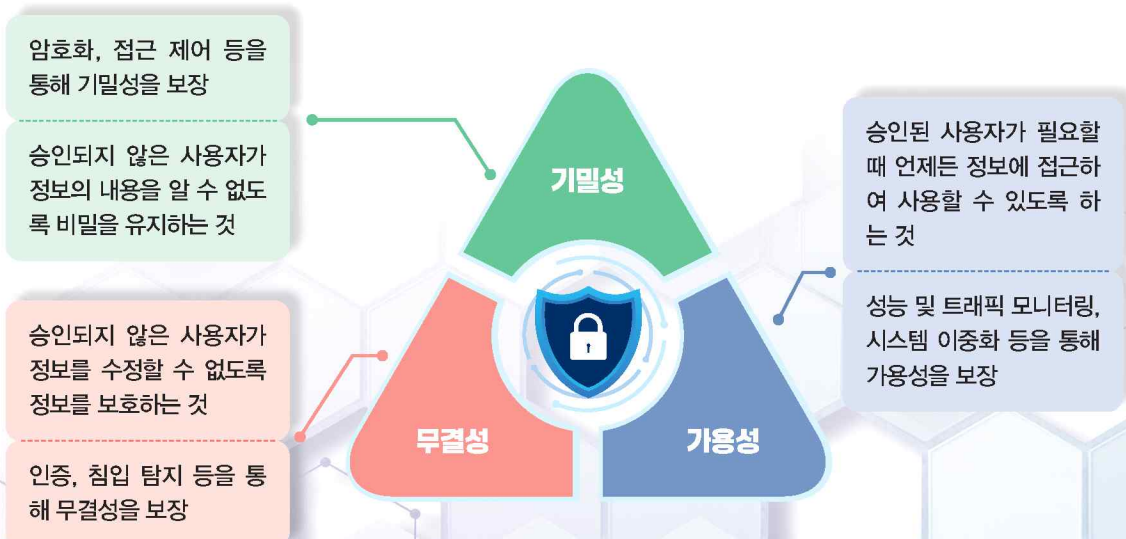 암호화, 접근 제어 등을
통해 기밀성을 보장
승인되지 않은 사용자가
정보의 내용을 알 수 없도
록 비밀을 유지하는 것
기밀성
승인된 사용자가 필요할
때 언제든 정보에 접근하
여 사용할 수 있도록 하
는 것
성능 및 트래픽 모니터링,
시스템 이중화 등을 통해
가용성을 보장
승인되지 않은 사용자가
정보를 수정할 수 없도록
정보를 보호하는 것
인증, 침입 탐지 등을 통
해 무결성을 보장
무결성
가용성